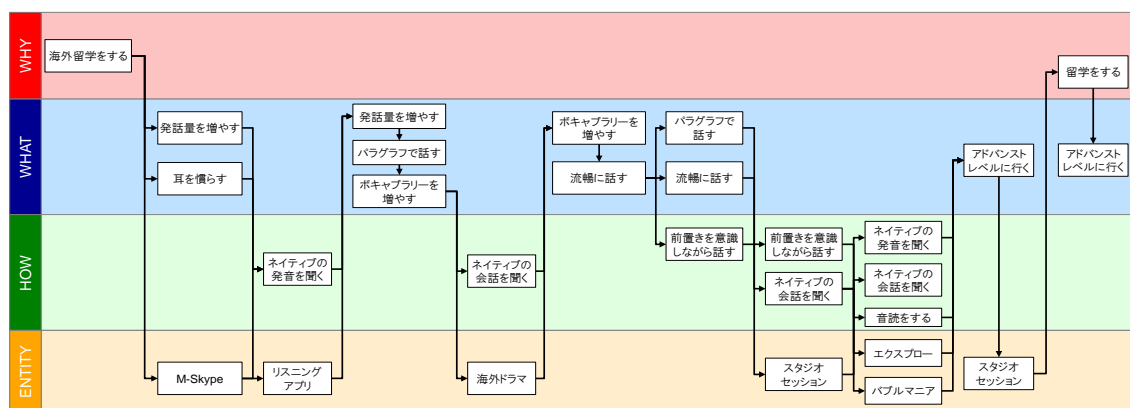 WHY
海外留学をする
留学をする
WHAT
発話量を増やす
耳を慣らす
発話量を増やす
パラグラフで話す
ボキャブラリーを
増やす
ボキャブラリーを
増やす
流暢に話す
パラグラフで
話す
流暢に話す
アドバンスト
レベルに行く
アドバンスト
レベルに行く
HOW
ネイティブの
発音を聞く
ネイティブの
会話を聞く
前置きを意識
しながら話す
前置きを意識
しながら話す
ネイティブの
会話を聞く
ネイティブの
発音を聞く
ネイティブの
会話を聞く
音読をする
ENTITY
M-Skype
リスニング
アプリ
海外ドラマ
スタジオ
セッション
エクスプロー
バブルマニア
スタジオ
セッション